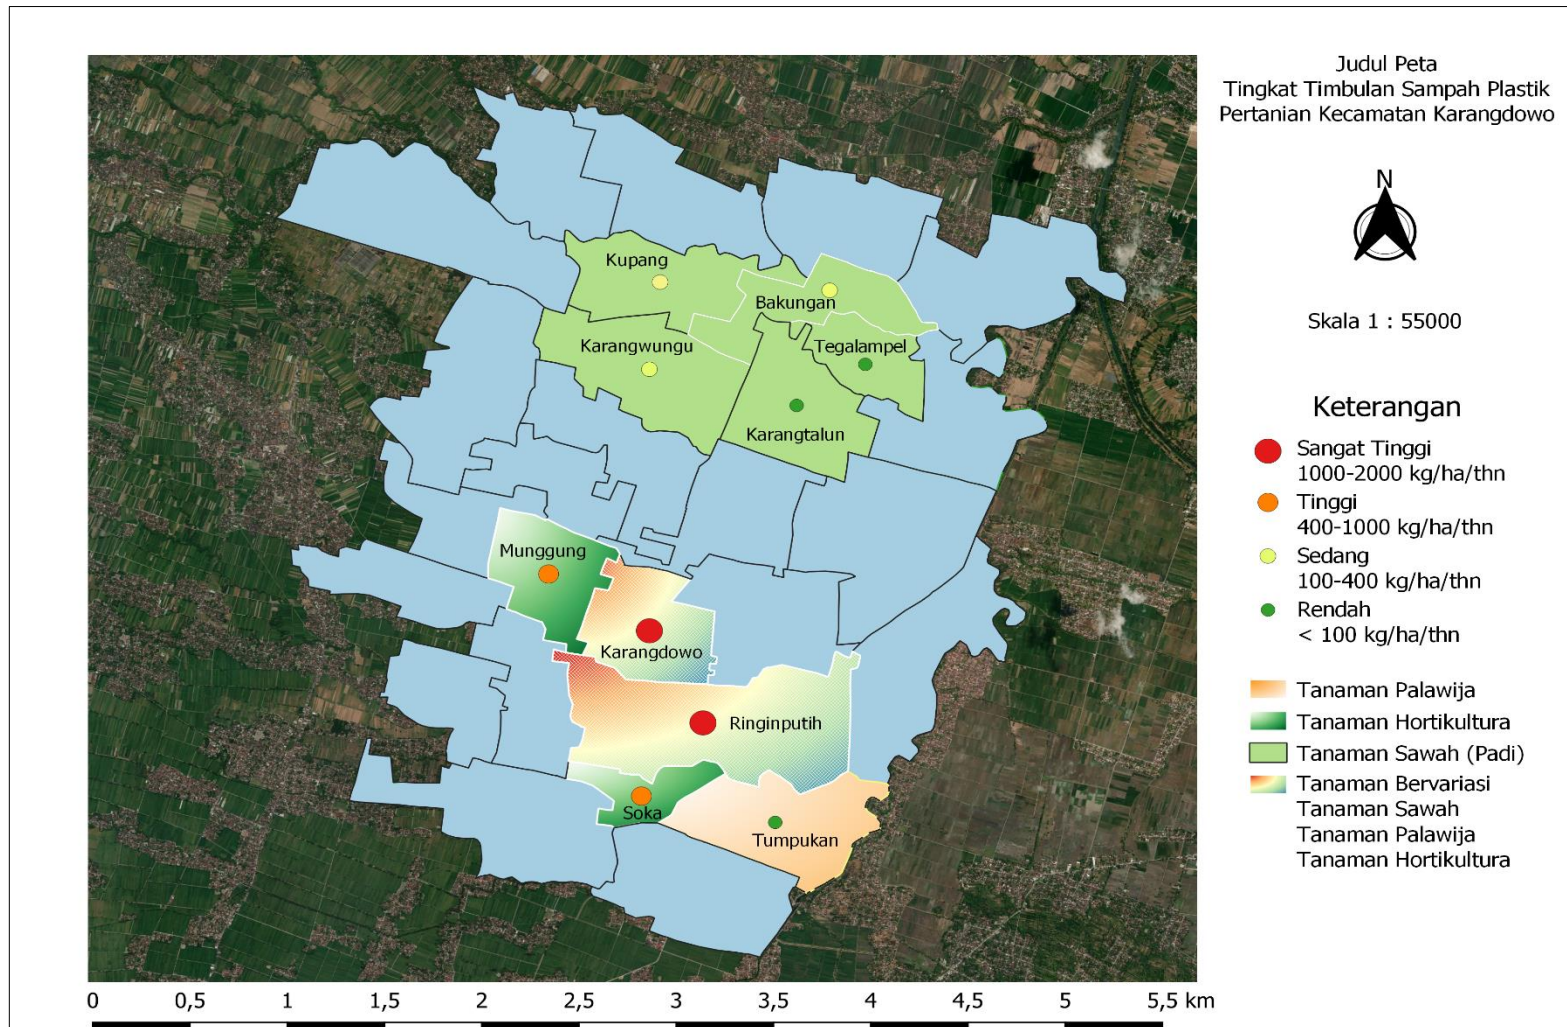 Judul Peta
Tingkat Timbulan Sampah Plastik
Pertanian Kecamatan Karangdowo
N
Skala 1 : 55000
Keterangan
Sangat Tinggi
1000-2000 kg/ha/thn
Tinggi
400-1000 kg/ha/thn
Sedang
100-400 kg/ha/thn
Rendah
< 100 kg/ha/thn
Tanaman Palawija
Tanaman Hortikultura
Tanaman Sawah (Padi)
Tanaman Bervariasi
Tanaman Sawah
Tanaman Palawija
Tanaman Hortikultura
Kupang
Bakungan
Karangwungu
Tegalampel
Karangtalun
Munggung
Karangdowo
Ringinputih
Soka
Tumpukan
0 0,5 1 1,5 2 2,5 3 3,5 4 4,5 5 5,5 km